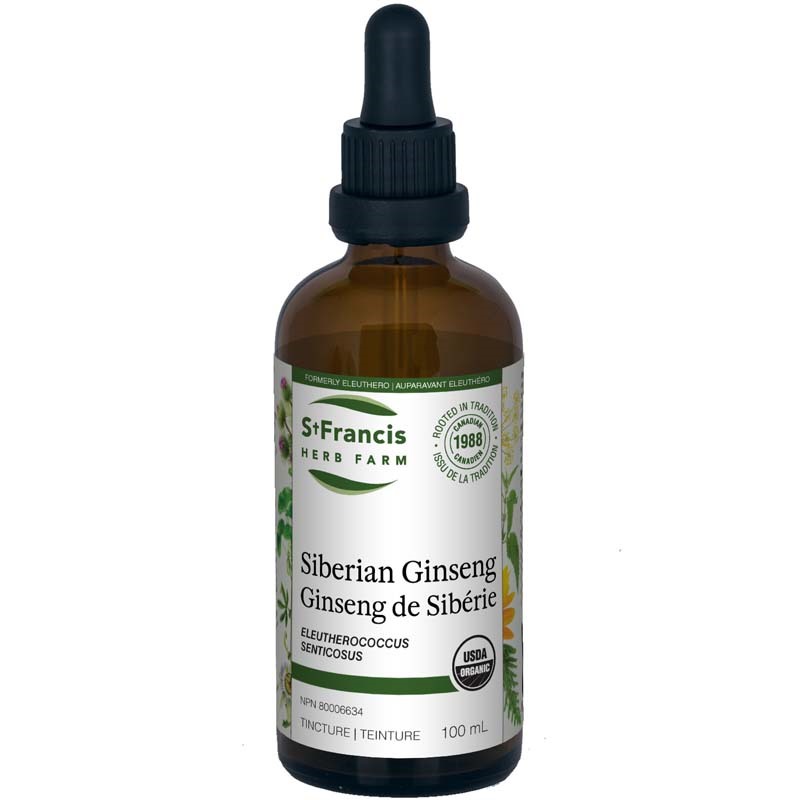 FORMERLY ELEUTHERO | AUPARAVANT ELEUTHÉRO
St Francis
HERB FARM
• ROOTED IN TRADITION •
ISSU DE LA TRADITION
CANADIAN
1988
CANADIEN
Siberian Ginseng
Ginseng de Sibérie
ELEUTHEROCOCCUS
SENTICOSUS
USDA
ORGANIC
NPN 80006634
TINCTURE | TEINTURE 100 mL